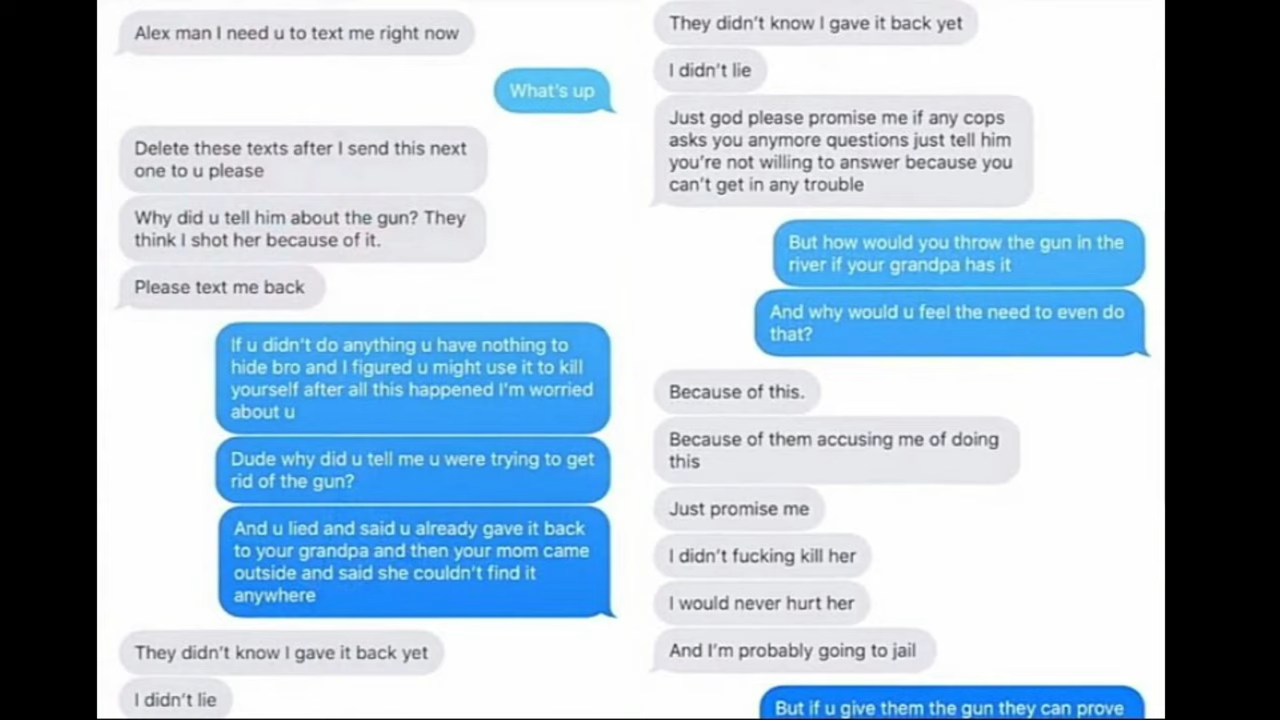 Alex man I need u to text me right now
What's up
Delete these texts after I send this next
one to u please
Why did u tell him about the gun? They
think I shot her because of it.
Please text me back
If u didn't do anything u have nothing to
hide bro and I figured u might use it to kill
yourself after all this happened I'm worried
about u
Dude why did u tell me u were trying to get
rid of the gun?
And u lied and said u already gave it back
to your grandpa and then your mom came
outside and said she couldn't find it
anywhere
They didn't know I gave it back yet
I didn't lie
They didn't know I gave it back yet
I didn't lie
Just god please promise me if any cops
asks you anymore questions just tell him
you're not willing to answer because you
can't get in any trouble
But how would you throw the gun in the
river if your grandpa has it
And why would u feel the need to even do
that?
Because of this.
Because of them accusing me of doing
this
Just promise me
I didn't fucking kill her
I would never hurt her
And I'm probably going to jail
But if u give them the gun they can prove